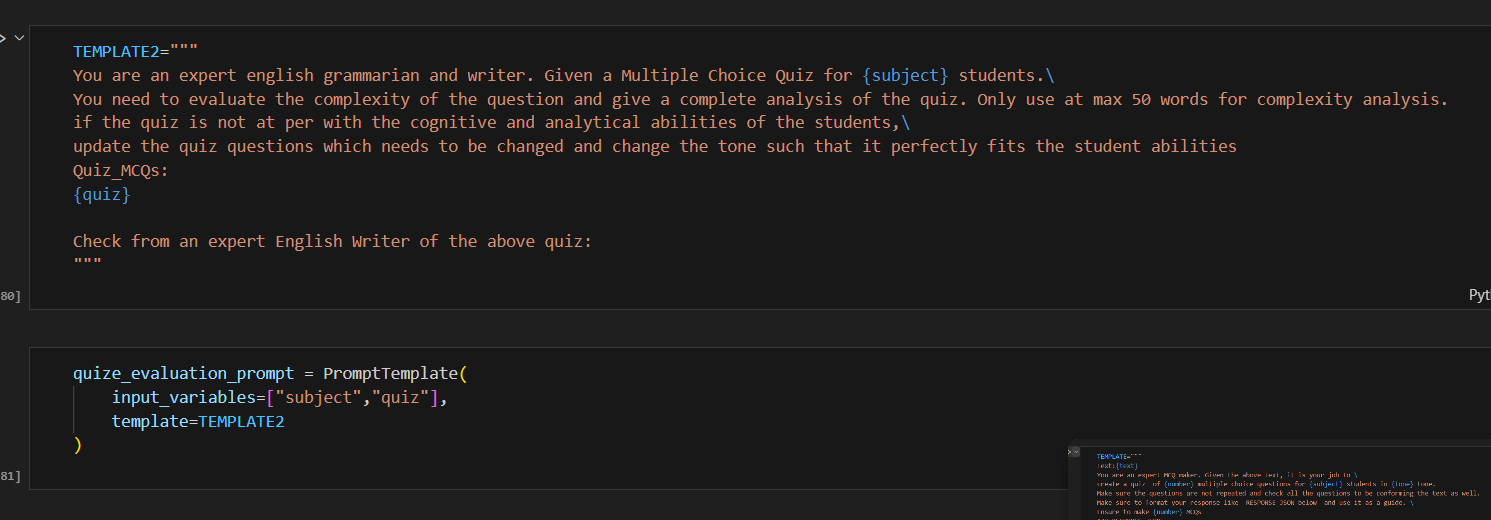 TEMPLATE2="""
You are an expert english grammarian and writer. Given a Multiple Choice Quiz for {subject} students.\
You need to evaluate the complexity of the question and give a complete analysis of the quiz. Only use at max 50 words for complexity analysis.
if the quiz is not at per with the cognitive and analytical abilities of the students,\
update the quiz questions which needs to be changed and change the tone such that it perfectly fits the student abilities
Quiz_MCQs:
{quiz}
Check from an expert English Writer of the above quiz:
"""
80]
Pyt
quize_evaluation_prompt = PromptTemplate(
input_variables=["subject","quiz"],
template=TEMPLATE2
)
81]
TEMPLATE="""
Text:{text}
You are an expert MCQ maker. Given the above text, it is your job to \
create a quiz of {number} multiple choice questions for {subject} students in {tone} tone.
Make sure the questions are not repeated and check all the questions to be conforming the text as well.
Make sure to format your response like RESPONSE_JSON below and use it as a guide. \
Ensure to make {number} MCQs